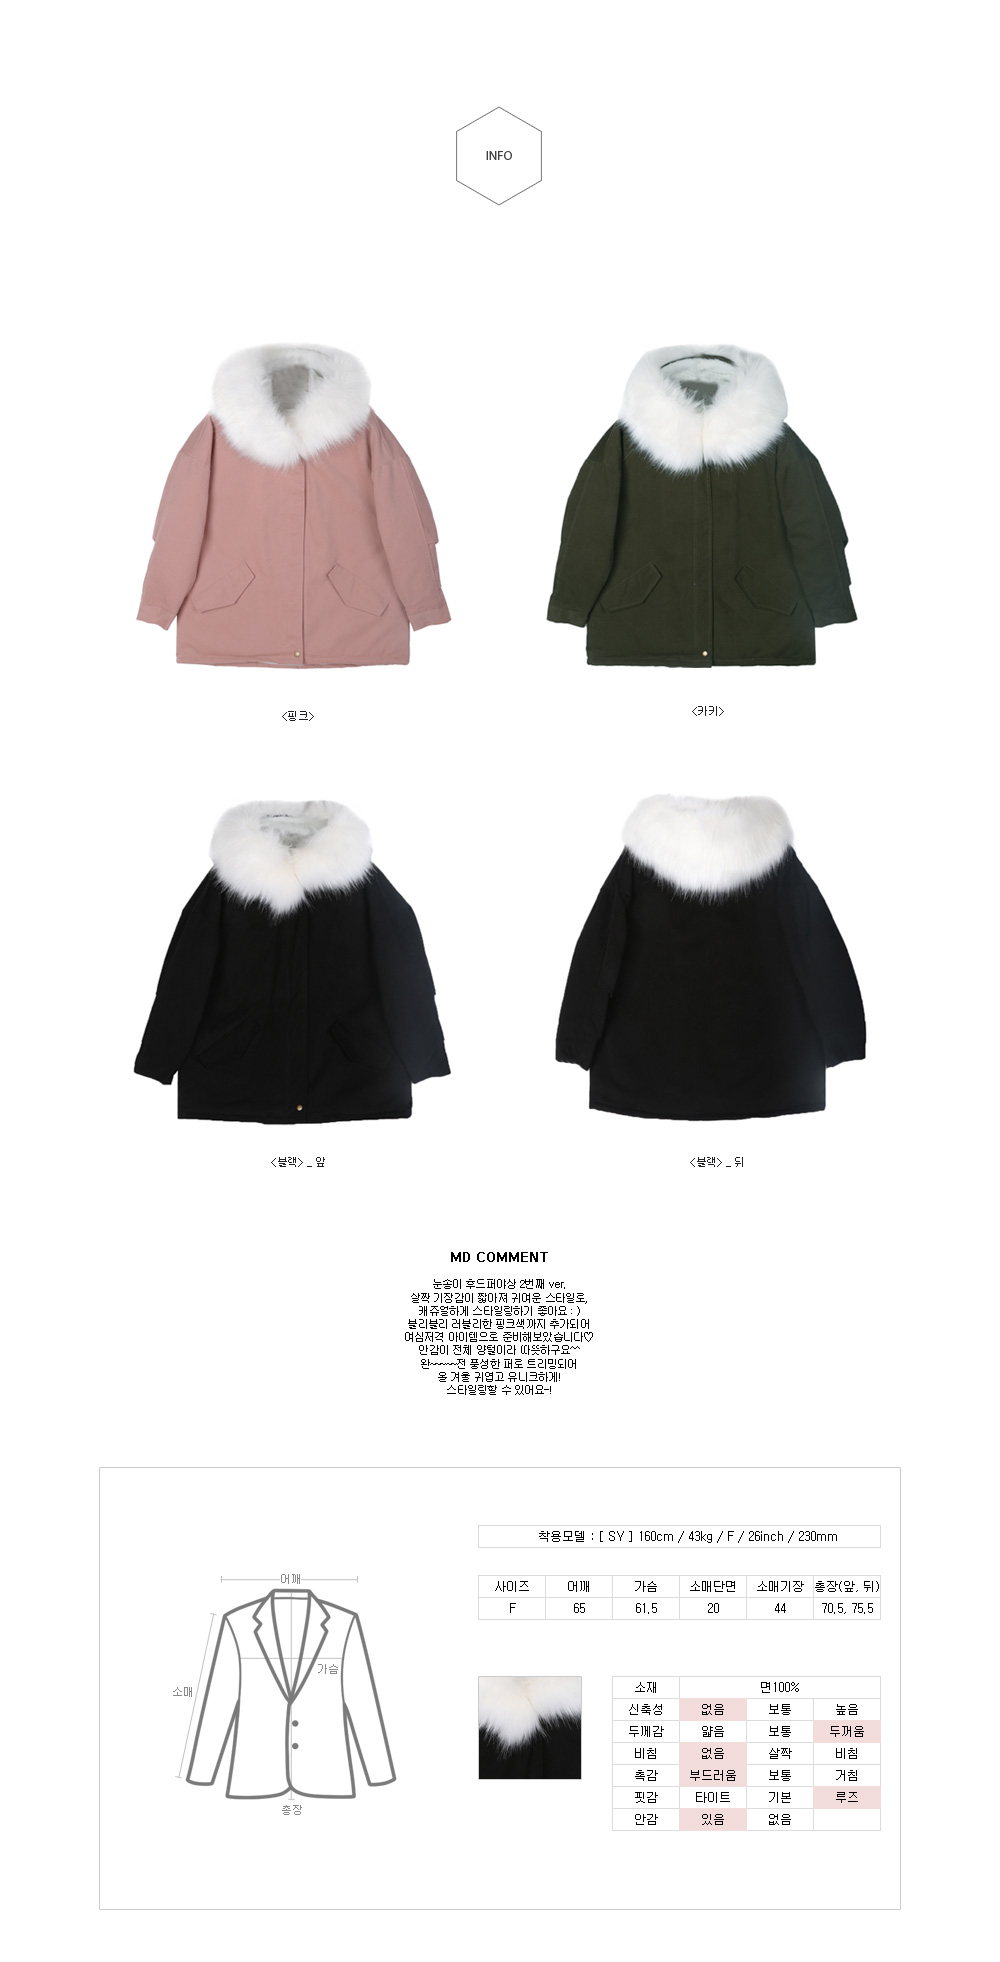 INFO
<핑크>
<카키>
<블랙> _ 앞
<블랙> _ 뒤
MD COMMENT
눈송이 후드퍼야상 2번째 ver.
살짝 기장감이 짧아져 귀여운 스타일로,
캐쥬얼하게 스타일링하기 좋아요 : )
블리블리 러블리한 핑크색까지 추가되어
여심저격 아이템으로 준비해보았습니다♡
안감이 전체 양털이라 따뜻하구요^^
완~~~~전 풍성한 퍼로 트리밍되어
올 겨울 귀엽고 유니크하게!
스타일링할 수 있어요~!
착용모델 : [ SY ] 160cm / 43kg / F / 26inch / 230mm
사이즈 어깨 가슴 소매단면 소매기장 총장(앞, 뒤)
F 65 61.5 20 44 70.5, 75.5
어깨
가슴
소매
총장
소재 면100%
신축성 없음 보통 높음
두께감 얇음 보통 두꺼움
비침 없음 살짝 비침
촉감 부드러움 보통 거침
핏감 타이트 기본 루즈
안감 있음 없음